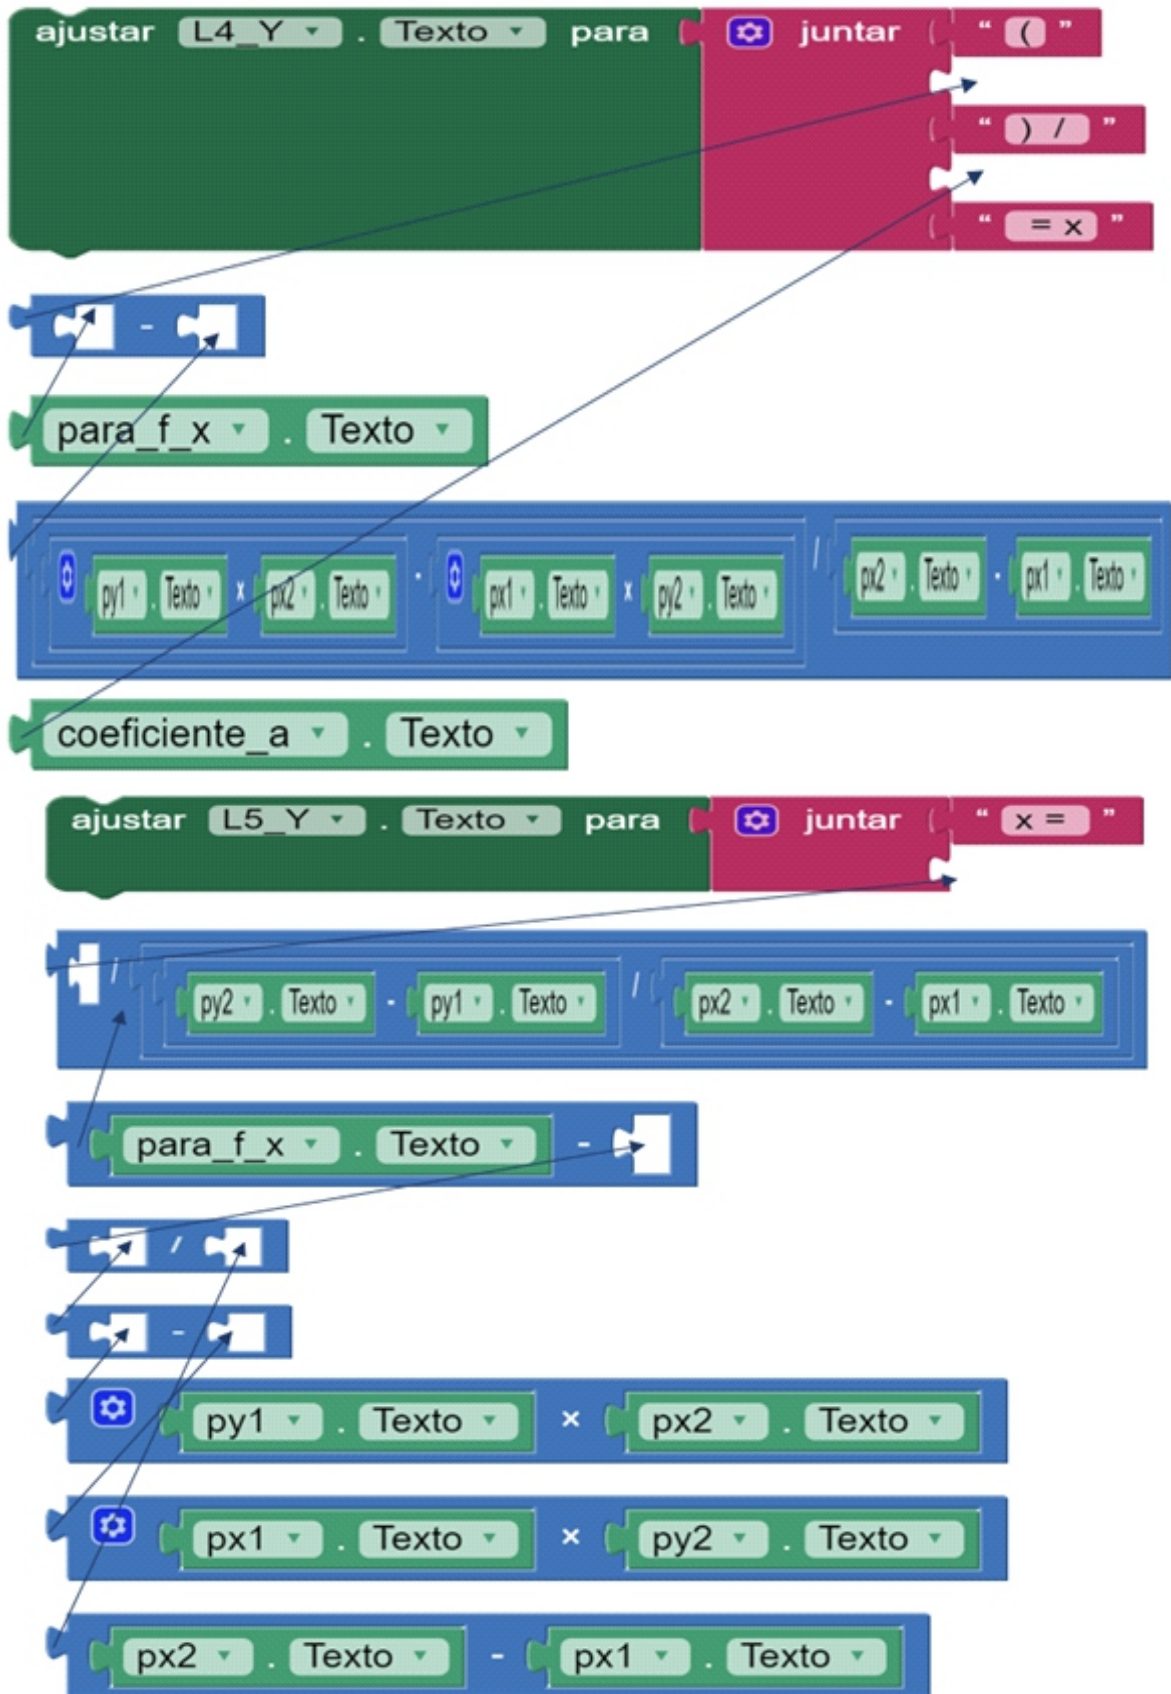 ajustar L4_Y . Texto para juntar “ ( ”
“ ) / ”
“ = x ”
-
para_f_x . Texto
py1 . Texto x px2 . Texto - px1 . Texto x py2 . Texto / px2 . Texto - px1 . Texto
coeficiente_a . Texto
ajustar L5_Y . Texto para juntar “ x = ”
/ py2 . Texto - py1 . Texto / px2 . Texto - px1 . Texto
para_f_x . Texto -
/
-
py1 . Texto × px2 . Texto
px1 . Texto × py2 . Texto
px2 . Texto - px1 . Texto